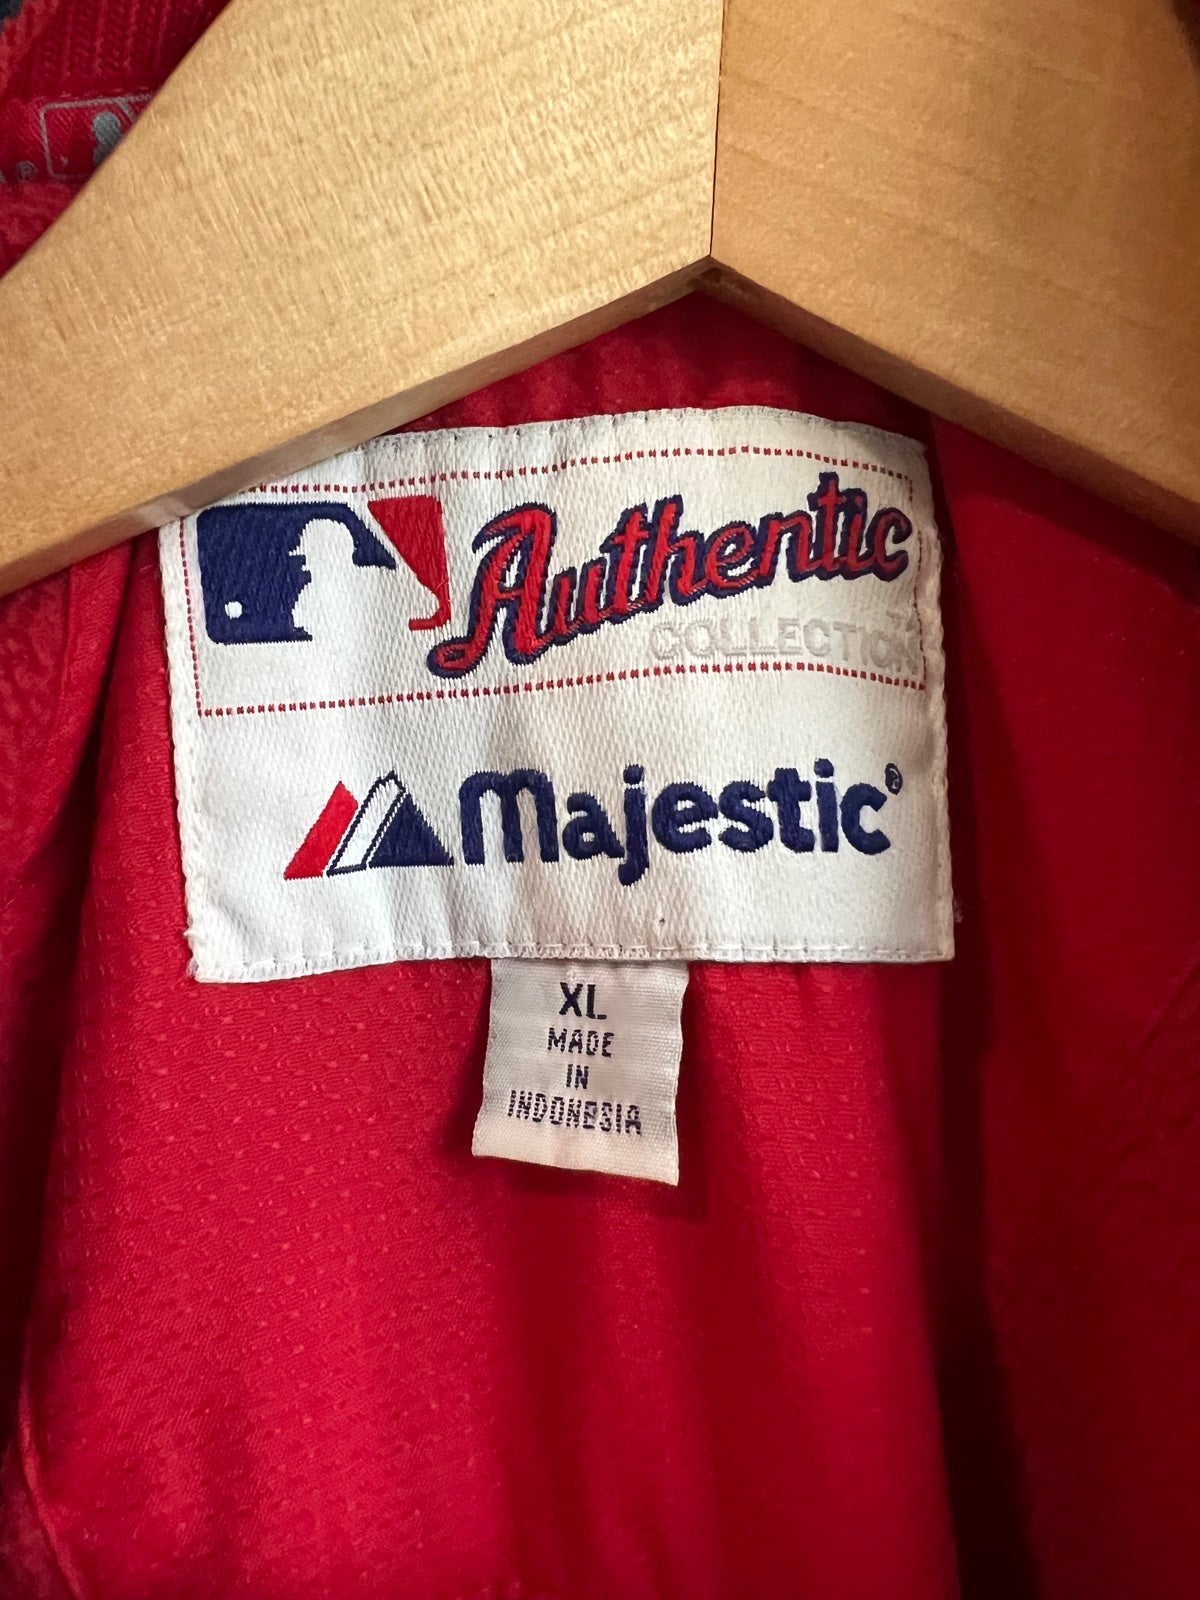 ®
Authentic
COLLECTION
Majestic®
XL
MADE
IN
INDONESIA